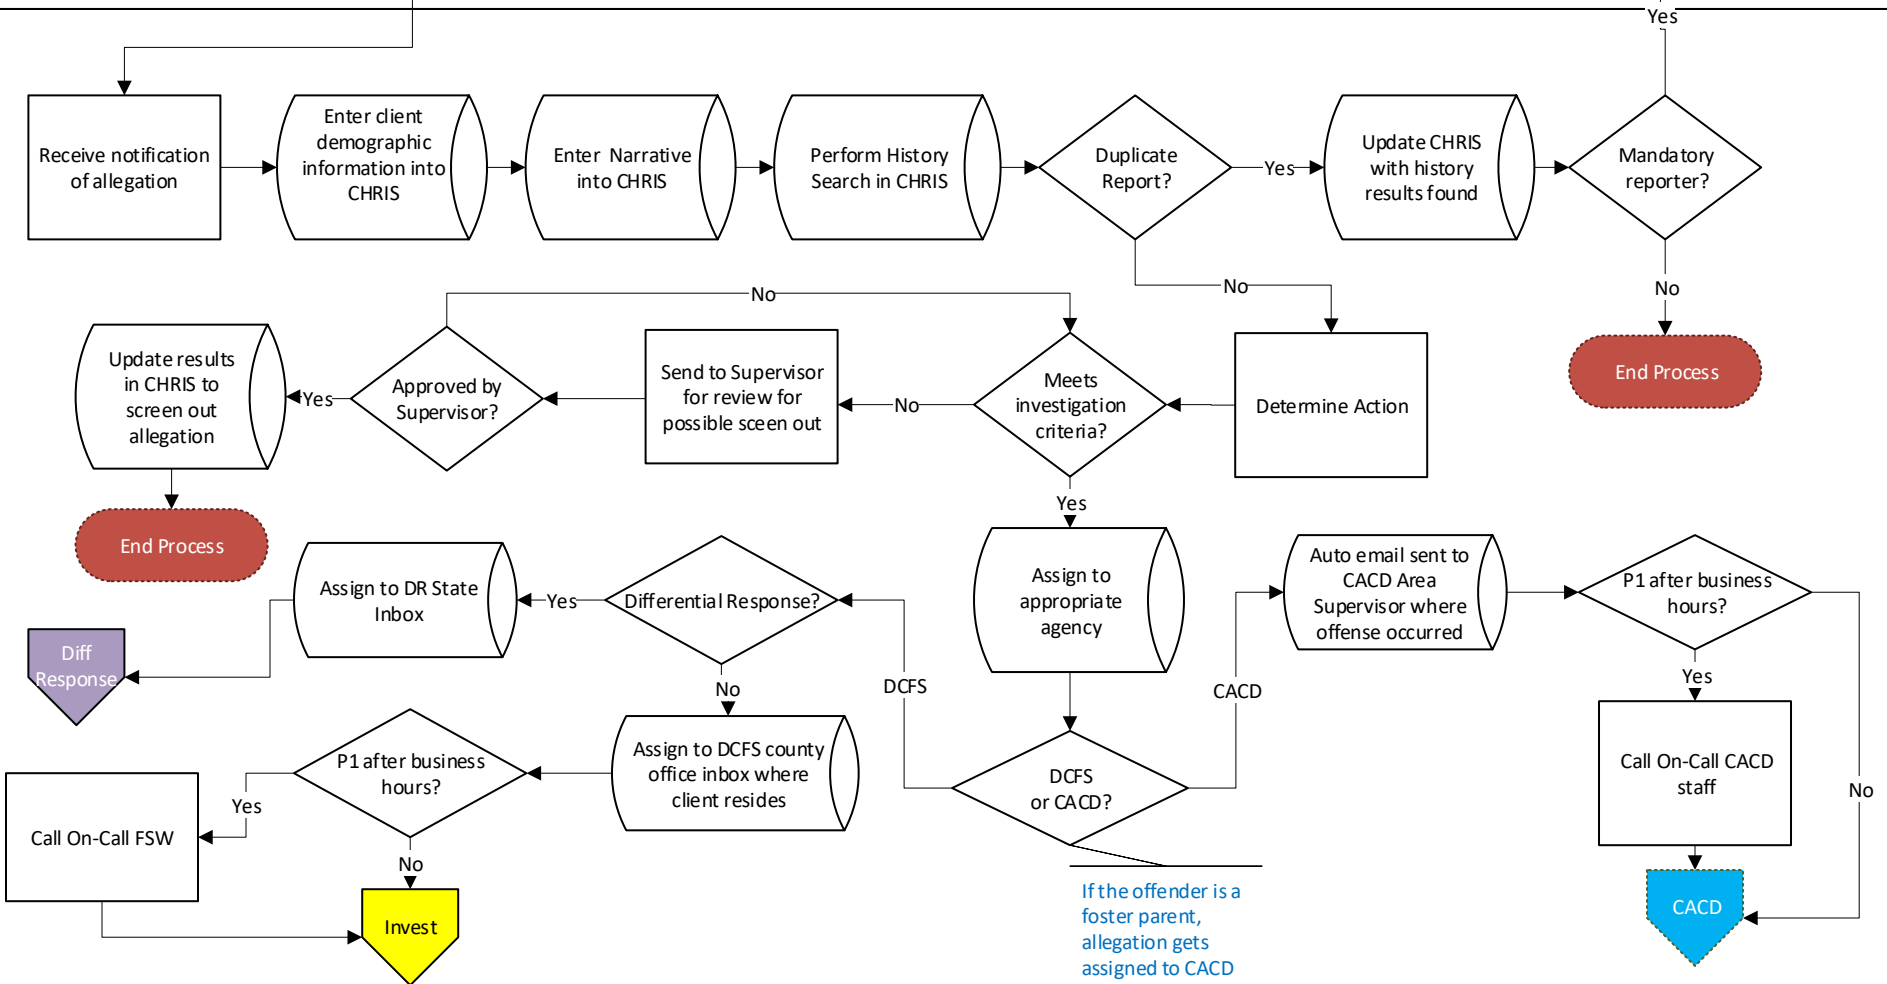 Yes
Receive notification
of allegation
Enter client
demographic
information into
CHRIS
Enter Narrative
into CHRIS
Perform History
Search in CHRIS
Duplicate
Report?
Yes
Update CHRIS
with history
results found
Mandatory
reporter?
No
No
No
End Process
Update results
in CHRIS to
screen out
allegation
Yes
Approved by
Supervisor?
Send to Supervisor
for review for
possible sceen out
No
Meets
investigation
criteria?
Determine Action
Yes
End Process
Assign to DR State
Inbox
Yes
Differential Response?
Assign to
appropriate
agency
Auto email sent to
CACD Area
Supervisor where
offense occurred
P1 after business
hours?
Diff
Response
No
DCFS
CACD
Yes
P1 after business
hours?
Assign to DCFS county
office inbox where
client resides
DCFS
or CACD?
Call On-Call CACD
staff
No
Yes
Call On-Call FSW
No
Invest
If the offender is a
foster parent,
allegation gets
assigned to CACD
CACD